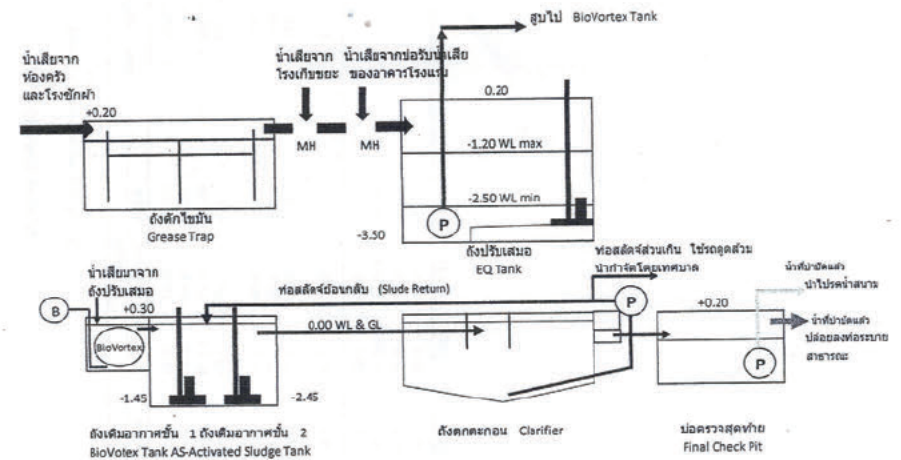 สูบไป BioVortex Tank
น้ำเสียจาก
ห้องครัว
และโรงซักผ้า
+0.20
น้ำเสียจาก
โรงเก็บขยะ
น้ำเสียจากบ่อรับน้ำเสีย
ของอาคารโรงแรม
MH
MH
0.20
-1.20 WL max
-2.50 WL min
P
-3.50
ถังดักไขมัน
Grease Trap
ถังปรับเสมอ
EQ Tank
น้ำเสียมาจาก
ถังปรับเสมอ
B
+0.30
BioVortex
ท่อสลัดจ์ย้อนกลับ (Slude Return)
0.00 WL & GL
-1.45
-2.45
ท่อสลัดจ์ส่วนเกิน ใช้รถดูดส้วม
นำกำจัดโดยเทศบาล
P
+0.20
น้ำที่บำบัดแล้ว
นำไปรดน้ำสนาม
น้ำที่บำบัดแล้ว
ปล่อยลงท่อระบาย
สาธารณะ
P
ถังเติมอากาศขั้น 1 ถังเติมอากาศขั้น 2
BioVotex Tank AS-Activated Sludge Tank
ถังตกตะกอน Clarifier
บ่อตรวจสุดท้าย
Final Check Pit